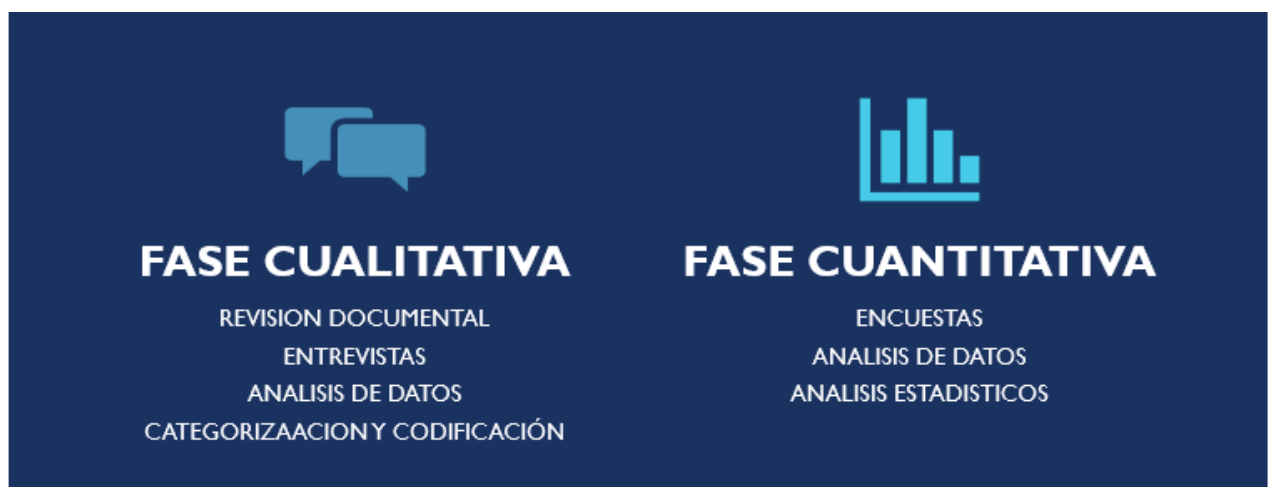 FASE CUALITATIVA
REVISION DOCUMENTAL
ENTREVISTAS
ANALISIS DE DATOS
CATEGORIZAACION Y CODIFICACIÓN
FASE CUANTITATIVA
ENCUESTAS
ANALISIS DE DATOS
ANALISIS ESTADISTICOS